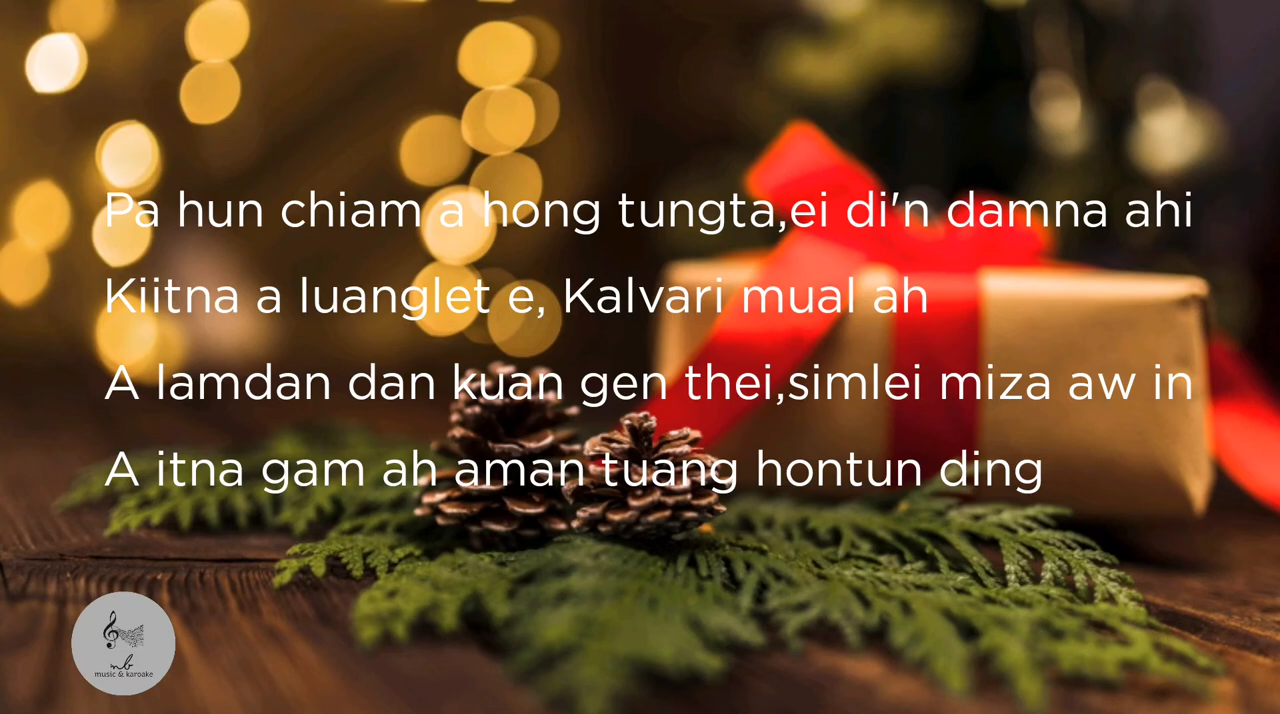 Pa hun chiam a hong tungta,ei di'n damna ahi
Kiitna a luanglet e, Kalvari mual ah
A lamdan dan kuan gen thei,simlei miza aw in
A itna gam ah aman tuang hontun ding
nb
music & karoake